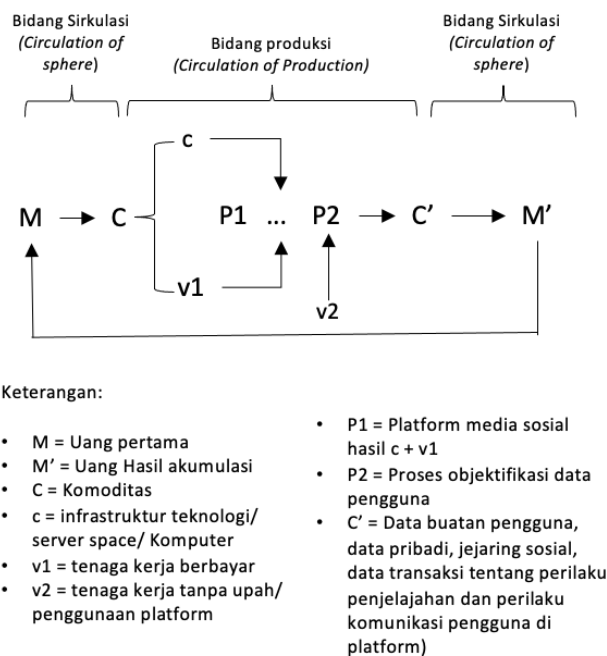 Bidang Sirkulasi
(Circulation of
sphere)
Bidang produksi
(Circulation of Production)
Bidang Sirkulasi
(Circulation of
sphere)
c
M C P1 ... P2 C' M'
v1
v2
Keterangan:
• M = Uang pertama
• M' = Uang Hasil akumulasi
• C = Komoditas
• c = infrastruktur teknologi/
server space/ Komputer
• v1 = tenaga kerja berbayar
• v2 = tenaga kerja tanpa upah/
penggunaan platform
• P1 = Platform media sosial
hasil c + v1
• P2 = Proses objektifikasi data
pengguna
• C' = Data buatan pengguna,
data pribadi, jejaring sosial,
data transaksi tentang perilaku
penjelajahan dan perilaku
komunikasi pengguna di
platform)